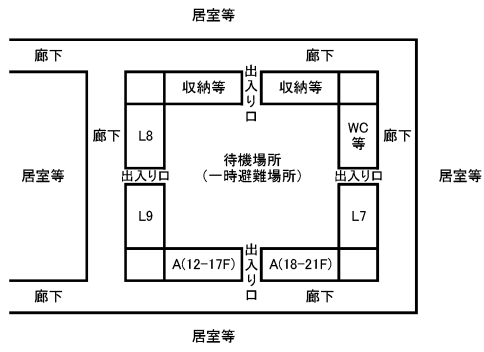 居室等
廊下
廊下
出入り口
収納等
収納等
L8
廊下
WC
等
廊下
待機場所
（一時避難場所）
居室等
出入り口
出入り口
居室等
L9
L7
A(12-17F)
出入り口
A(18-21F)
廊下
廊下
居室等